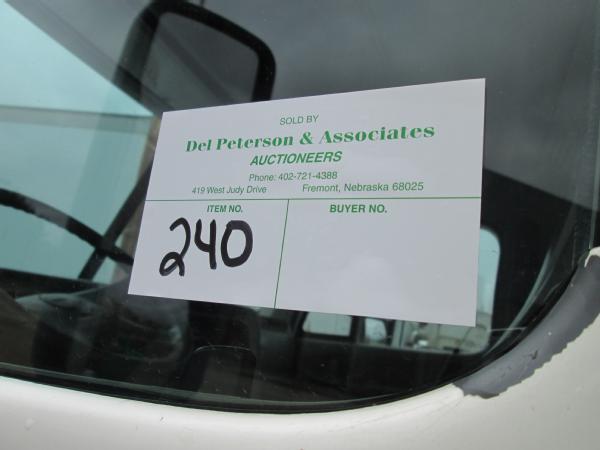 SOLD BY
Del Peterson & Associates
AUCTIONEERS
Phone: 402-721-4388
419 West Judy Drive Fremont, Nebraska 68025
ITEM NO. BUYER NO.
240